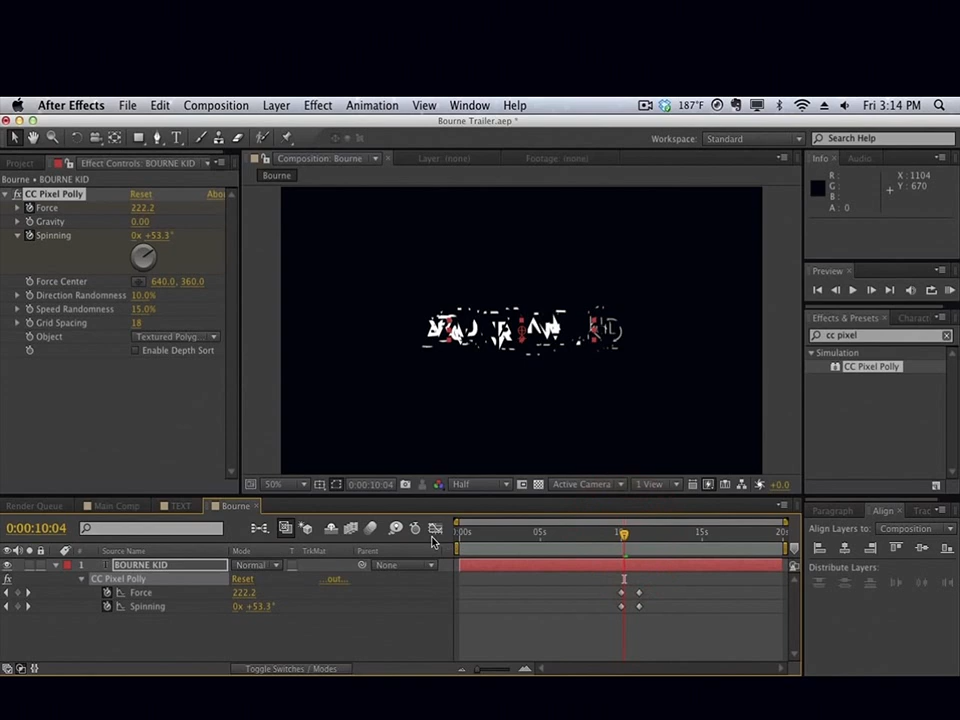 After Effects File Edit Composition Layer Effect Animation View Window Help 187°F Fri 3:14 PM
Bourne Trailer.aep *
Workspace: Standard Search Help
Project Effect Controls: BOURNE KID Composition: Bourne Layer: (none) Footage: (none) Info Audio
Bourne • BOURNE KID Bourne
R:
G:
B:
A: 0
X: 1104
Y: 670
fx CC Pixel Polly Reset Abo
Force 222.2
Gravity 0.00
Spinning 0x +53.3°
Force Center 640.0, 360.0
Direction Randomness 10.0%
Speed Randomness 15.0%
Grid Spacing 18
Object Textured Polyg...
Enable Depth Sort
Preview
Effects & Presets Charact
cc pixel
Simulation
CC Pixel Polly
50% 0:00:10:04 Half Active Camera 1 View +0.0
Render Queue Main Comp TEXT Bourne
0:00:10:04
:00s 05s 10s 15s
Source Name Mode T TrkMat Parent
1 BOURNE KID Normal None
fx CC Pixel Polly Reset ...out...
Force 222.2
Spinning 0x +53.3°
Toggle Switches / Modes
Paragraph Align Trac
Align Layers to: Composition
Distribute Layers: